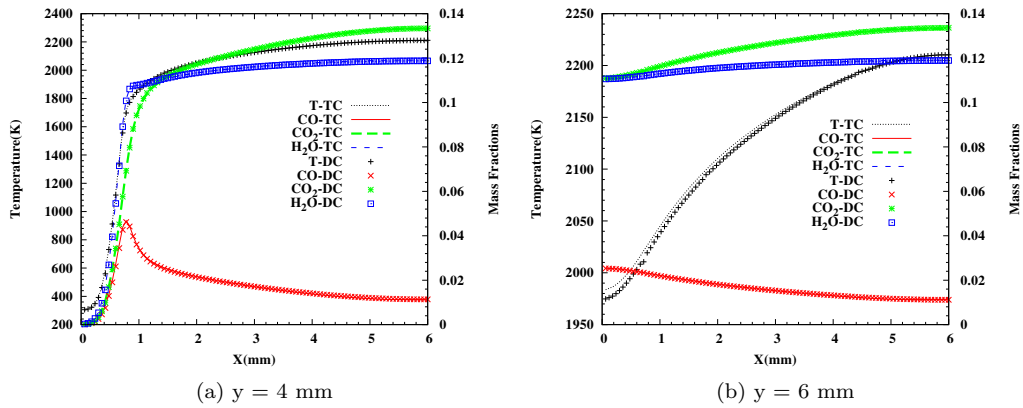 2400
2200
2000
1800
1600
1400
1200
1000
800
600
400
200
Temperature(K)
0.14
0.12
0.1
0.08
0.06
0.04
0.02
0
Mass Fractions
T-TC
CO-TC
CO₂-TC
H₂O-TC
T-DC
CO-DC
CO₂-DC
H₂O-DC
0 1 2 3 4 5 6
X(mm)
(a) y = 4 mm
2250
2200
2150
2100
2050
2000
1950
Temperature(K)
0.14
0.12
0.1
0.08
0.06
0.04
0.02
0
Mass Fractions
T-TC
CO-TC
CO₂-TC
H₂O-TC
T-DC
CO-DC
CO₂-DC
H₂O-DC
0 1 2 3 4 5 6
X(mm)
(b) y = 6 mm